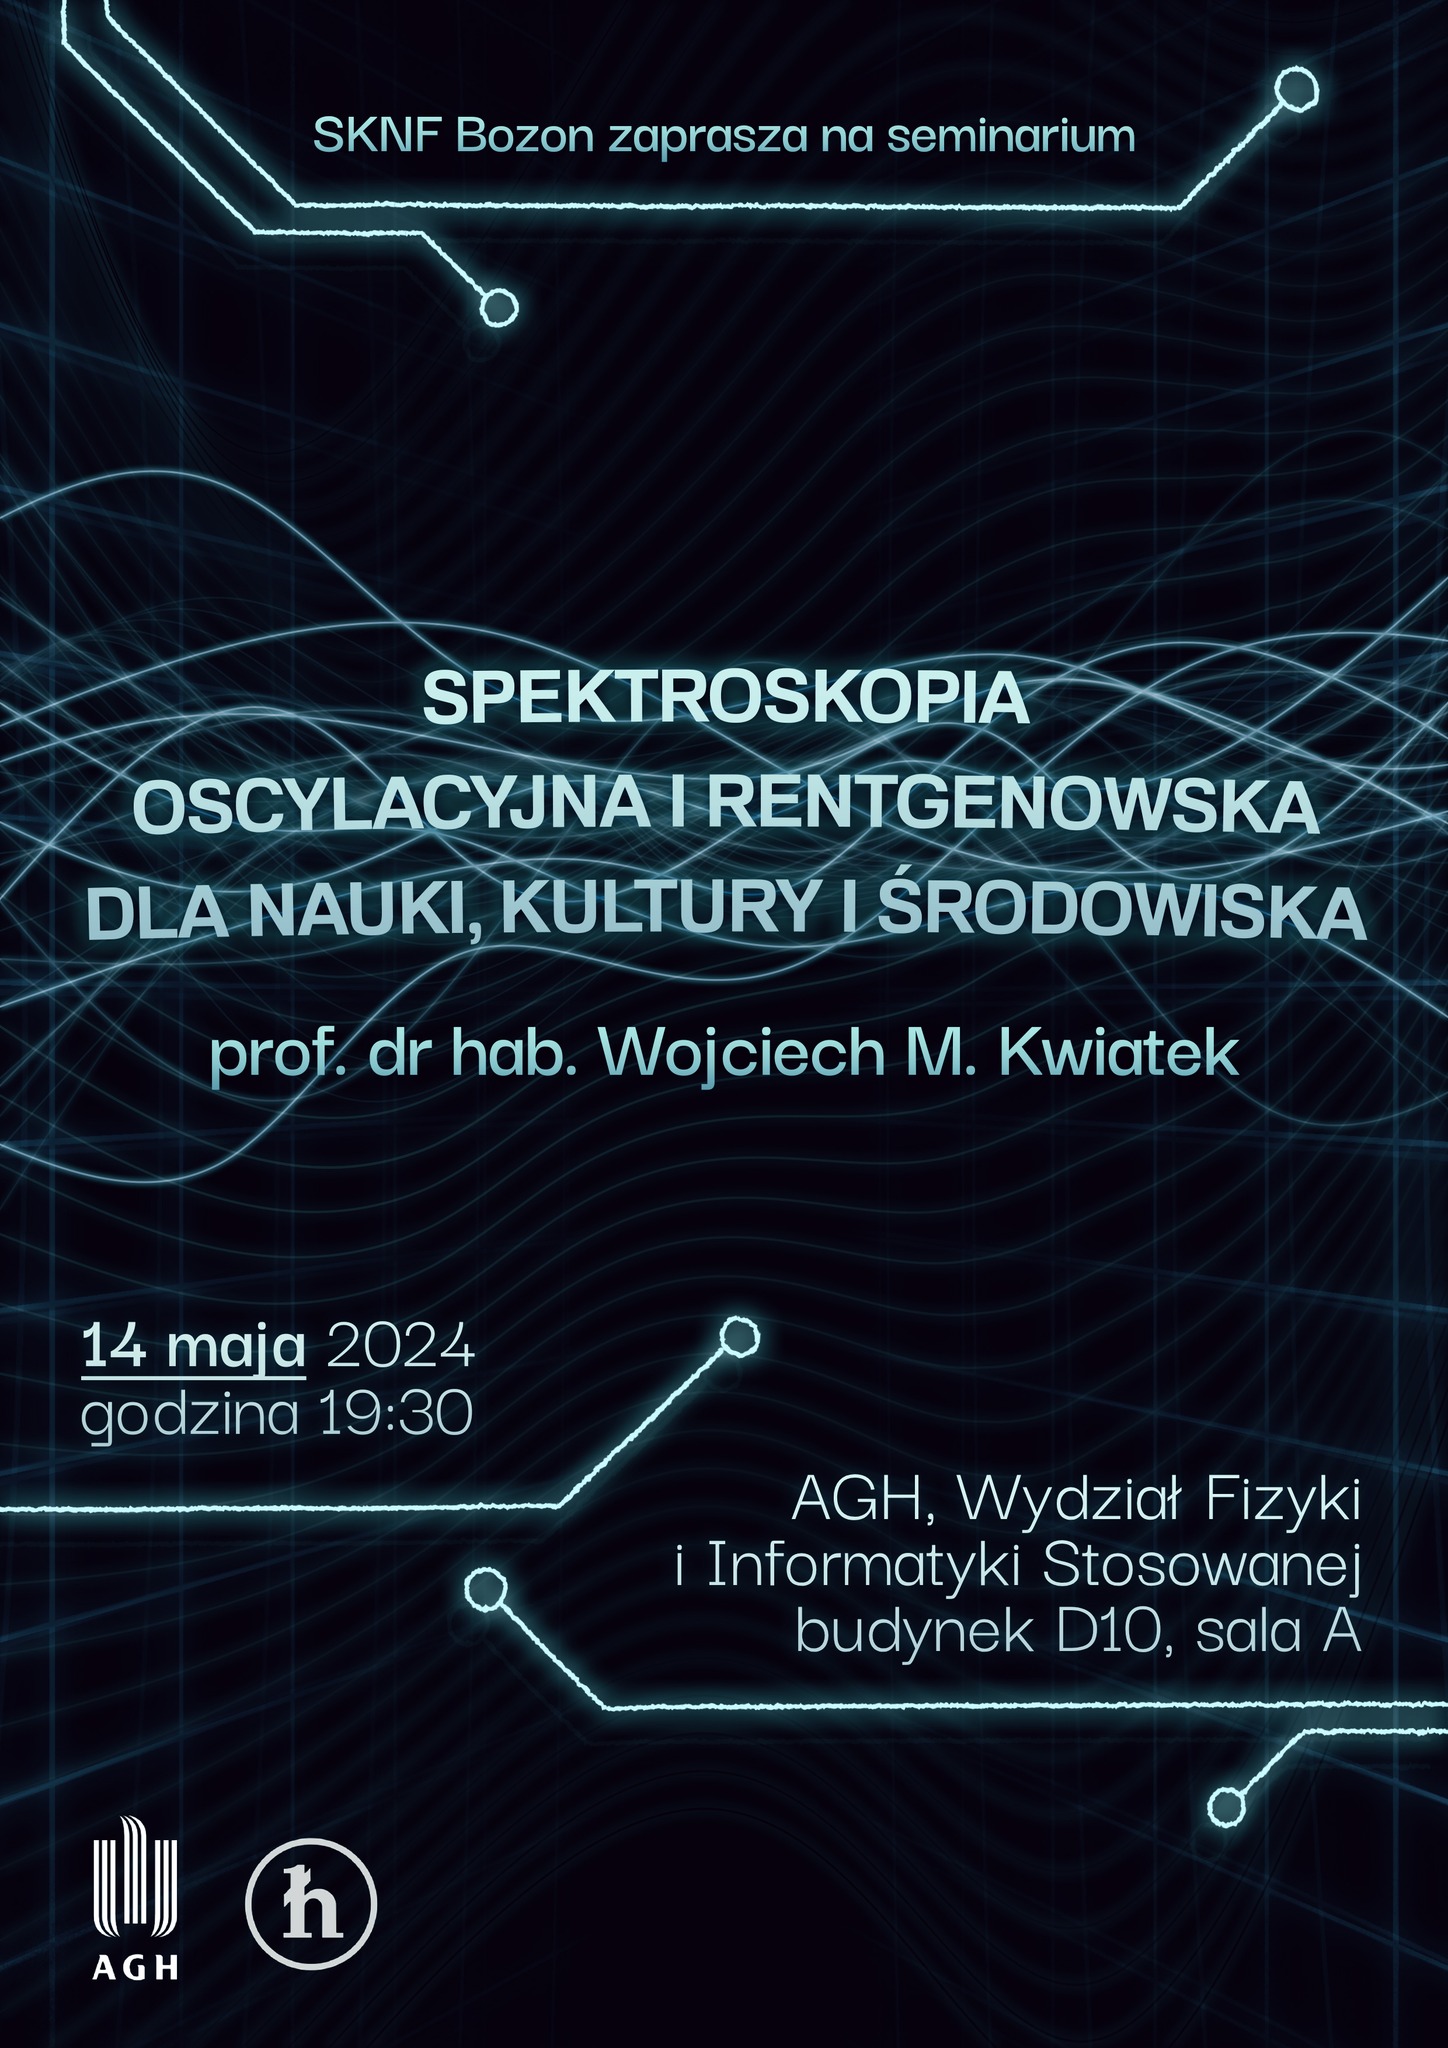 SKNF Bozon zaprasza na seminarium
SPEKTROSKOPIA
OSCYLACYJNA I RENTGENOWSKA
DLA NAUKI, KULTURY I ŚRODOWISKA
prof. dr hab. Wojciech M. Kwiatek
14 maja 2024
godzina 19:30
AGH, Wydział Fizyki
i Informatyki Stosowanej
budynek D10, sala A
AGH
ħ